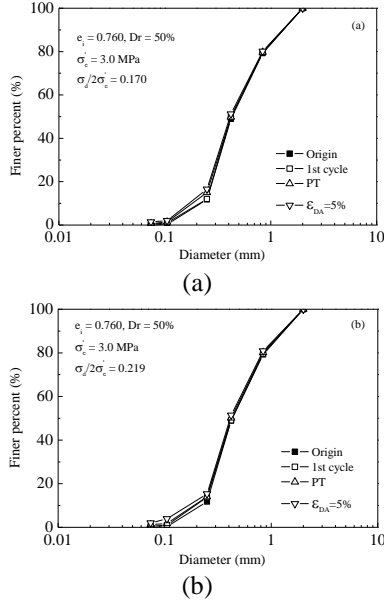 (a)
e_i = 0.760, Dr = 50%
σ'_c = 3.0 MPa
σ_d/2σ'_c = 0.170
Finer percent (%)
100
80
60
40
20
0
Origin
1st cycle
PT
ε_DA=5%
0.01 0.1 1 10
Diameter (mm)
(a)
(b)
e_i = 0.760, Dr = 50%
σ'_c = 3.0 MPa
σ_d/2σ'_c = 0.219
Finer percent (%)
100
80
60
40
20
0
Origin
1st cycle
PT
ε_DA=5%
0.01 0.1 1 10
Diameter (mm)
(b)